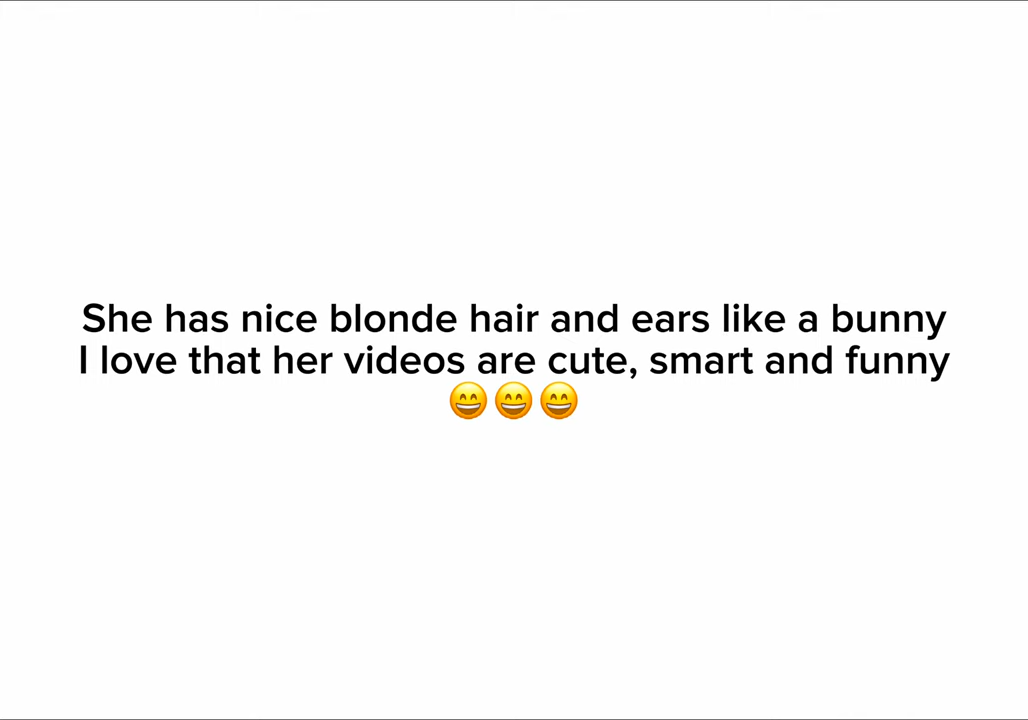 She has nice blonde hair and ears like a bunny
I love that her videos are cute, smart and funny
😄😄😄